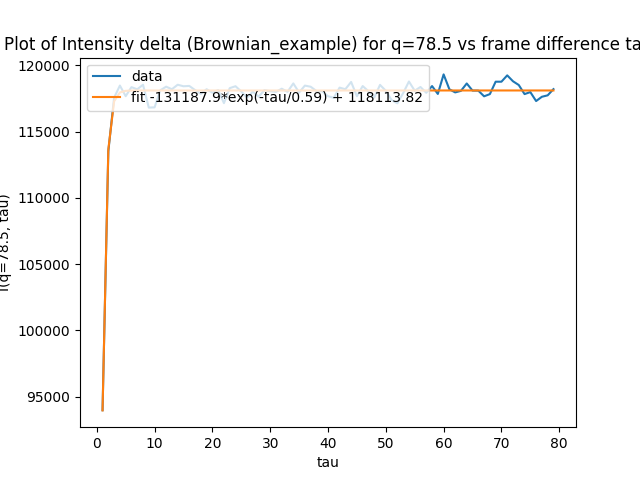 Plot of Intensity delta (Brownian_example) for q=78.5 vs frame difference ta
data
fit -131187.9*exp(-tau/0.59) + 118113.82
120000
115000
110000
105000
100000
95000
I(q=78.5, tau)
0 10 20 30 40 50 60 70 80
tau